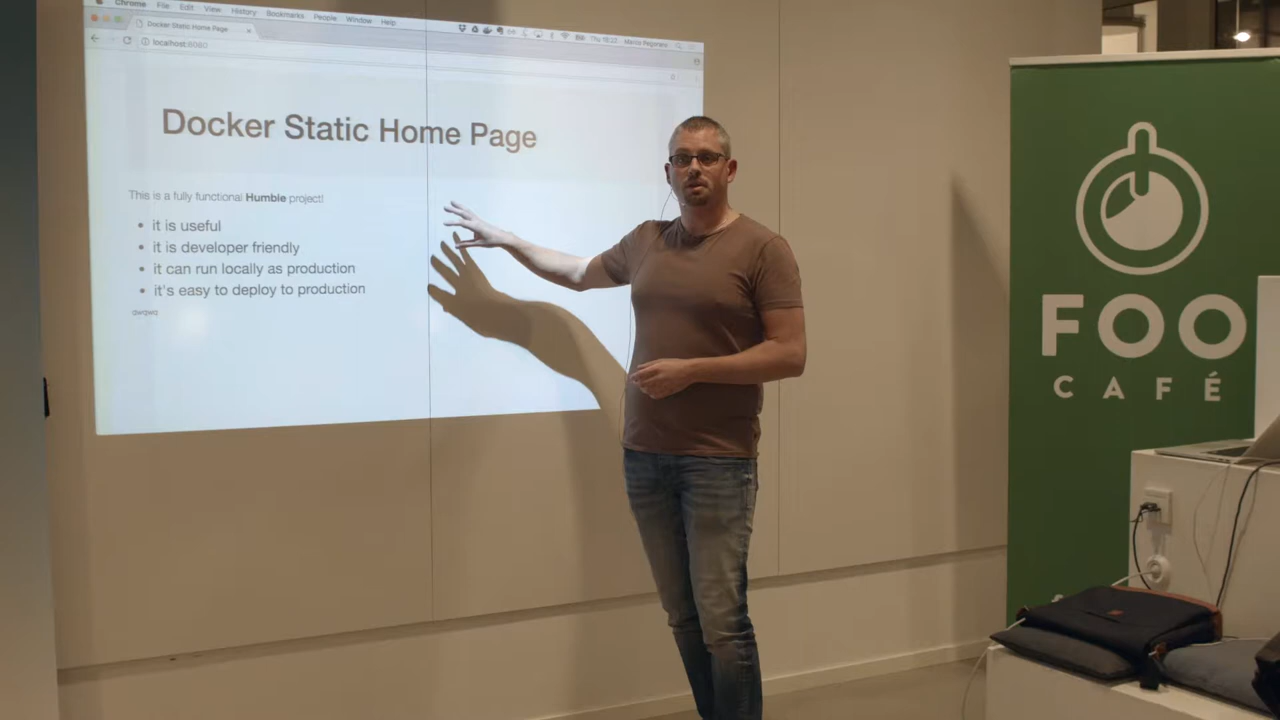 Chrome File Edit View History Bookmarks People Window Help
Docker Static Home Page
localhost:8080
Docker Static Home Page
This is a fully functional Humble project!
• it is useful
• it is developer friendly
• it can run locally as production
• it's easy to deploy to production
FOO
CAFÉ